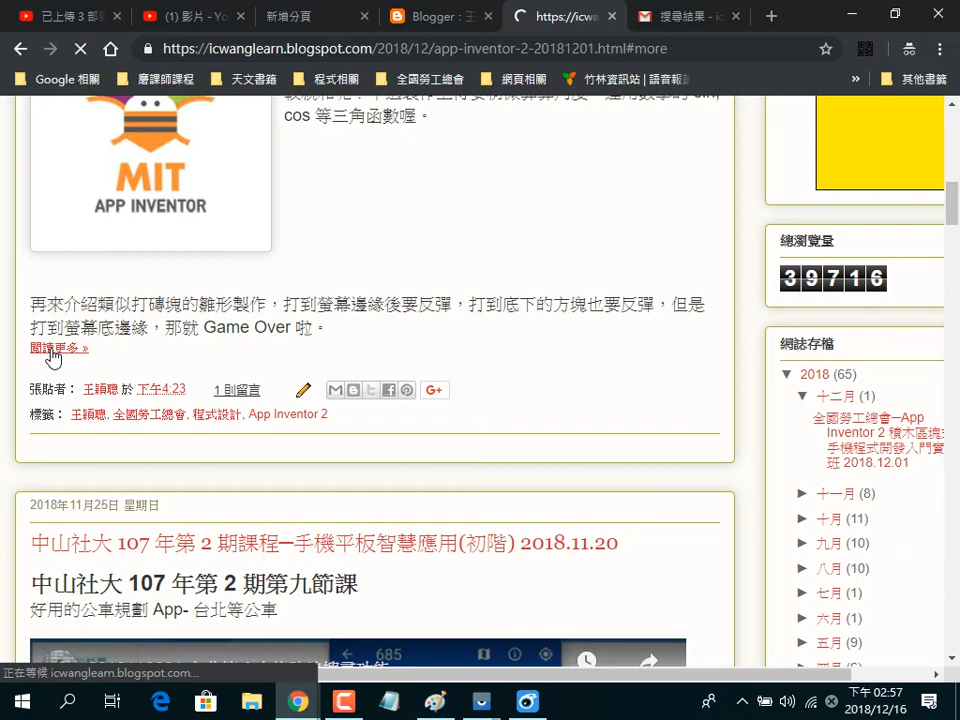 已上傳 3 部
(1) 影片 - Yo
新分頁
Blogger：王
https://icwa
搜尋結果 - ic
https://icwanglearn.blogspot.com/2018/12/app-inventor-2-20181201.html#more
Google 相關
磨課師課程
天文書籍
程式相關
全國勞工總會
網頁相關
竹林資訊站 | 語音報
»
其他書籤
cos 等三角函數喔。
MIT
APP INVENTOR
再來介紹類似打磚塊的雛形製作，打到螢幕邊緣後要反彈，打到底下的方塊也要反彈，但是
打到螢幕底邊緣，那就 Game Over 啦。
閱讀更多 »
張貼者： 王穎聰 於 下午4:23
1 則留言
G+
標籤： 王穎聰, 全國勞工總會, 程式設計, App Inventor 2
2018年11月25日 星期日
中山社大 107 年第 2 期課程─手機平板智慧應用(初階) 2018.11.20
中山社大 107 年第 2 期第九節課
好用的公車規劃 App- 台北等公車
685
總瀏覽量
39716
網誌存檔
▼ 2018 (65)
▼ 十二月 (1)
全國勞工總會─App
Inventor 2 積木區塊
手機程式開發入門實
班 2018.12.01
► 十一月 (8)
► 十月 (11)
► 九月 (10)
► 八月 (10)
► 七月 (1)
► 六月 (1)
► 五月 (9)
正在等候 icwanglearn.blogspot.com...
下午 02:57
2018/12/16